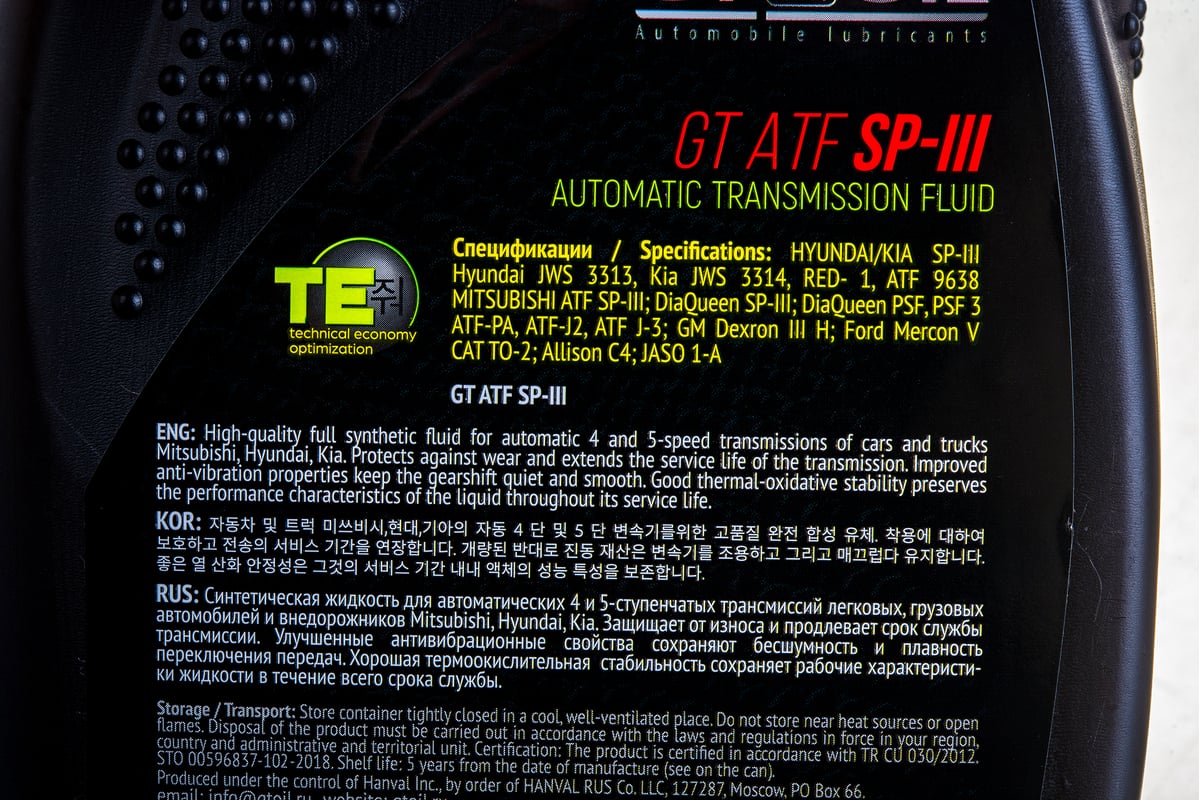 Automobile lubricants
GT ATF SP-III
AUTOMATIC TRANSMISSION FLUID
Спецификации / Specifications: HYUNDAI/KIA SP-III
Hyundai JWS 3313, Kia JWS 3314, RED- 1, ATF 9638
MITSUBISHI ATF SP-III; DiaQueen SP-III; DiaQueen PSF, PSF 3
ATF-PA, ATF-J2, ATF J-3; GM Dexron III H; Ford Mercon V
CAT TO-2; Allison C4; JASO 1-A
TE쥐
technical economy
optimization
GT ATF SP-III
ENG: High-quality full synthetic fluid for automatic 4 and 5-speed transmissions of cars and trucks
Mitsubishi, Hyundai, Kia. Protects against wear and extends the service life of the transmission. Improved
anti-vibration properties keep the gearshift quiet and smooth. Good thermal-oxidative stability preserves
the performance characteristics of the liquid throughout its service life.
KOR: 자동차 및 트럭 미쓰비시,현대,기아의 자동 4 단 및 5 단 변속기를위한 고품질 완전 합성 유체. 착용에 대하여
보호하고 전송의 서비스 기간을 연장합니다. 개량된 반대로 진동 재산은 변속기를 조용하고 그리고 매끄럽다 유지합니다.
좋은 열 산화 안정성은 그것의 서비스 기간 내내 액체의 성능 특성을 보존합니다.
RUS: Синтетическая жидкость для автоматических 4 и 5-ступенчатых трансмиссий легковых, грузовых
автомобилей и внедорожников Mitsubishi, Hyundai, Kia. Защищает от износа и продлевает срок службы
трансмиссии. Улучшенные антивибрационные свойства сохраняют бесшумность и плавность
переключения передач. Хорошая термоокислительная стабильность сохраняет рабочие характеристи-
ки жидкости в течение всего срока службы.
Storage / Transport: Store container tightly closed in a cool, well-ventilated place. Do not store near heat sources or open
flames. Disposal of the product must be carried out in accordance with the laws and regulations in force in your region,
country and administrative and territorial unit. Certification: The product is certified in accordance with TR CU 030/2012.
STO 00596837-102-2018. Shelf life: 5 years from the date of manufacture (see on the can).
Produced under the control of Hanval Inc., by order of HANVAL RUS Co. LLC, 127287, Moscow, PO Box 66.
email: info@gtoil.ru, website: gtoil.ru